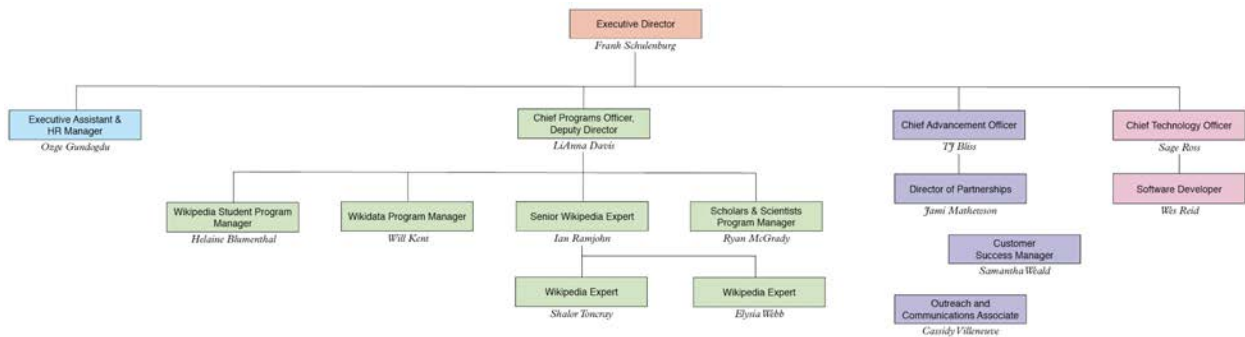 Executive Director
Frank Schulenburg
Executive Assistant &
HR Manager
Ozge Gundogdu
Chief Programs Officer,
Deputy Director
LiAnna Davis
Chief Advancement Officer
TJ Bliss
Chief Technology Officer
Sage Ross
Wikipedia Student Program
Manager
Helaine Blumenthal
Wikidata Program Manager
Will Kent
Senior Wikipedia Expert
Ian Ramjohn
Scholars & Scientists
Program Manager
Ryan McGrady
Director of Partnerships
Jami Mathewson
Software Developer
Wes Reid
Customer
Success Manager
Samantha Weald
Wikipedia Expert
Shalor Toncray
Wikipedia Expert
Elysia Webb
Outreach and
Communications Associate
Cassidy Villeneuve